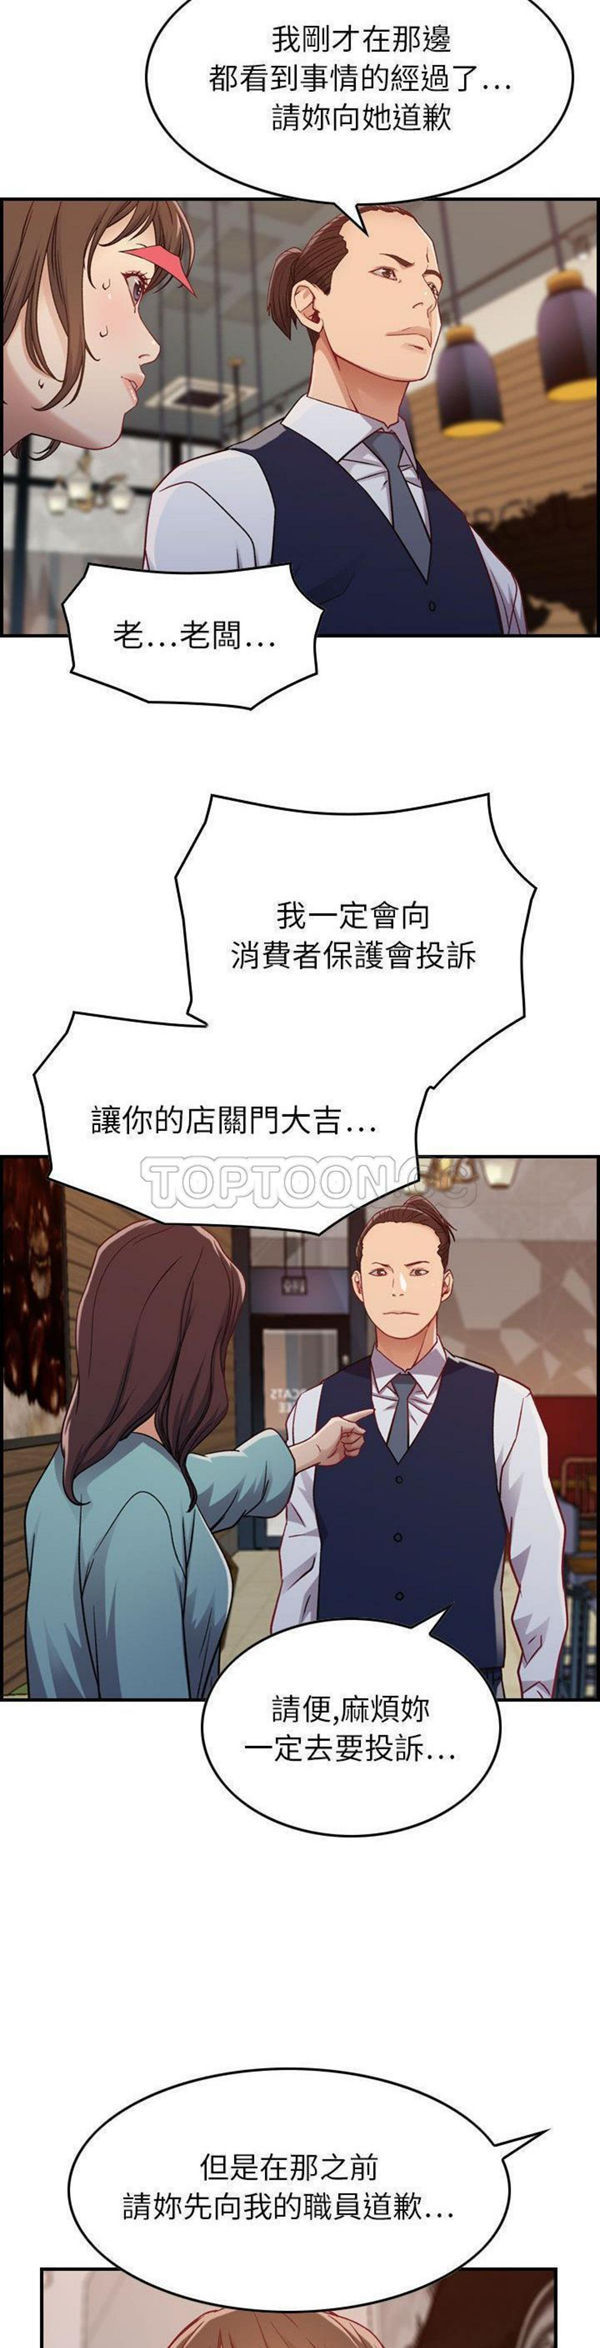 我剛才在那邊
都看到事情的經過了...
請妳向她道歉
老...老闆...
我一定會向
消費者保護會投訴
讓你的店關門大吉...
TOPTOON.CC
請便,麻煩妳
一定去要投訴...
但是在那之前
請妳先向我的職員道歉...